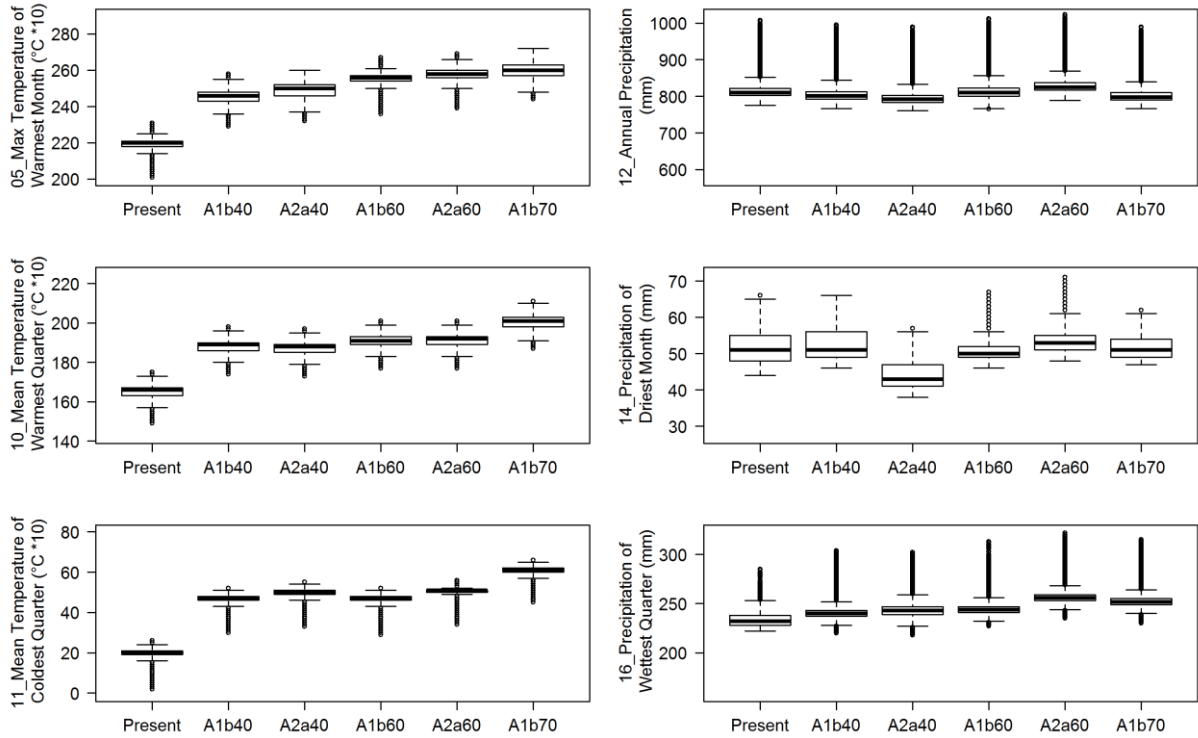 05_Max Temperature of
Warmest Month (°C *10)
260
240
220
200
Present A1b40 A2a40 A1b60 A2a60 A1b70
12_Annual Precipitation
(mm)
1000
900
800
700
600
Present A1b40 A2a40 A1b60 A2a60 A1b70
10_Mean Temperature of
Warmest Quarter (°C *10)
220
200
180
160
140
Present A1b40 A2a40 A1b60 A2a60 A1b70
14_Precipitation of
Driest Month (mm)
70
60
50
40
30
Present A1b40 A2a40 A1b60 A2a60 A1b70
11_Mean Temperature of
Coldest Quarter (°C *10)
80
60
40
20
0
Present A1b40 A2a40 A1b60 A2a60 A1b70
16_Precipitation of
Wettest Quarter (mm)
300
250
200
Present A1b40 A2a40 A1b60 A2a60 A1b70